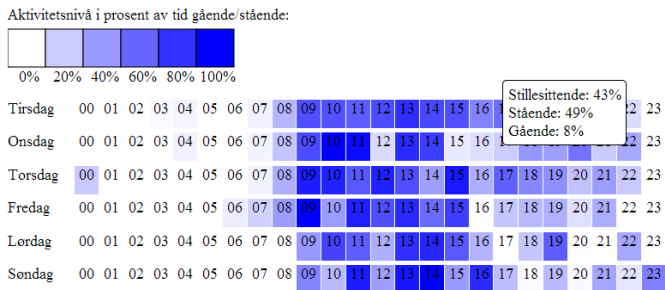 Aktivitetsnivå i prosent av tid gående/stående:
0% 20% 40% 60% 80% 100%
Tirsdag 00 01 02 03 04 05 06 07 08 09 10 11 12 13 14 15 16 22 23
Stillesittende: 43%
Stående: 49%
Gående: 8%
Onsdag 00 01 02 03 04 05 06 07 08 09 10 11 12 13 14 15 16 17 18 19 20 21 22 23
Torsdag 00 01 02 03 04 05 06 07 08 09 10 11 12 13 14 15 16 17 18 19 20 21 22 23
Fredag 00 01 02 03 04 05 06 07 08 09 10 11 12 13 14 15 16 17 18 19 20 21 22 23
Lørdag 00 01 02 03 04 05 06 07 08 09 10 11 12 13 14 15 16 17 18 19 20 21 22 23
Søndag 00 01 02 03 04 05 06 07 08 09 10 11 12 13 14 15 16 17 18 19 20 21 22 23